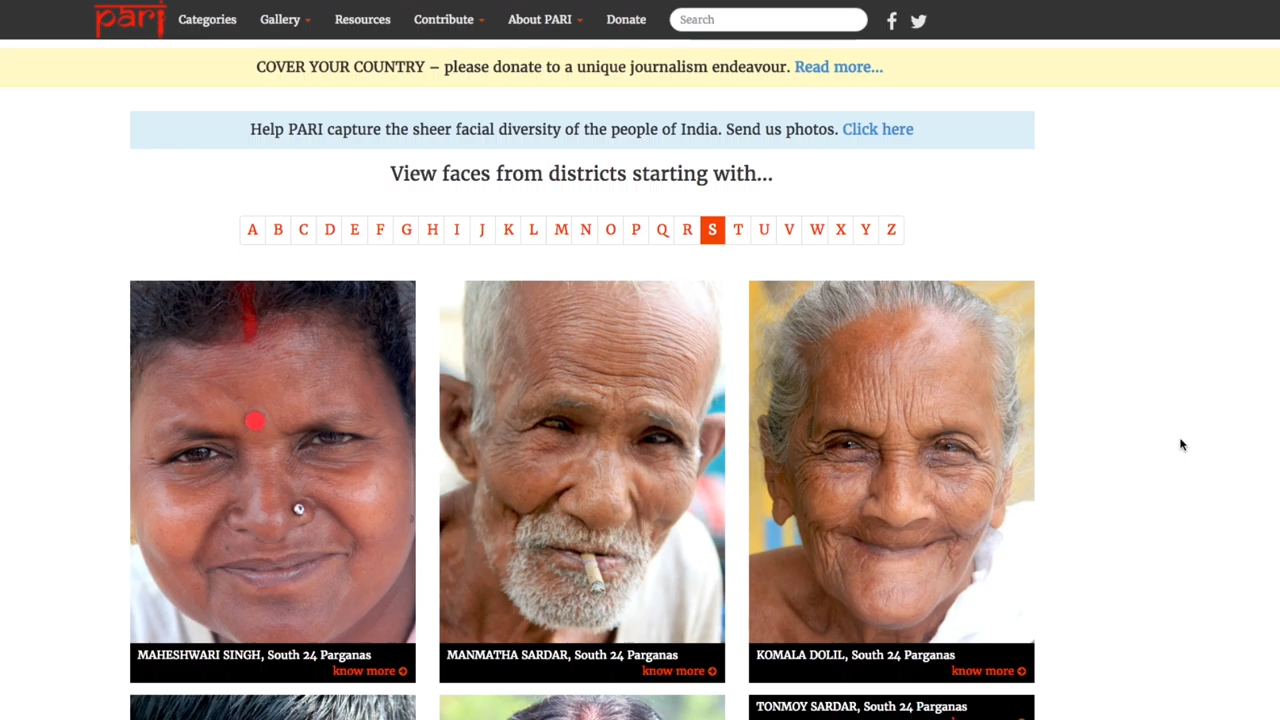 pari Categories Gallery Resources Contribute About PARI Donate Search
COVER YOUR COUNTRY – please donate to a unique journalism endeavour. Read more...
Help PARI capture the sheer facial diversity of the people of India. Send us photos. Click here
View faces from districts starting with...
A B C D E F G H I J K L M N O P Q R S T U V W X Y Z
MAHESHWARI SINGH, South 24 Parganas
know more
MANMATHA SARDAR, South 24 Parganas
know more
KOMALA DOLIL, South 24 Parganas
know more
TONMOY SARDAR, South 24 Parganas